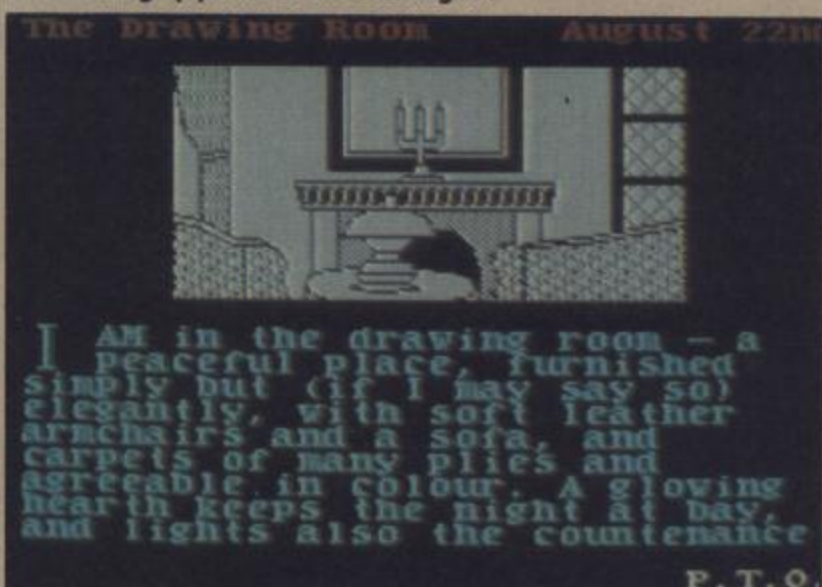 The Drawing Room August 22nd
I AM in the drawing room — a
peaceful place, furnished
simply but (if I may say so)
elegantly, with soft leather
armchairs and a sofa, and
carpets of many plies and
agreeable in colour. A glowing
hearth keeps the night at bay,
and lights also the countenance
P.T.O.